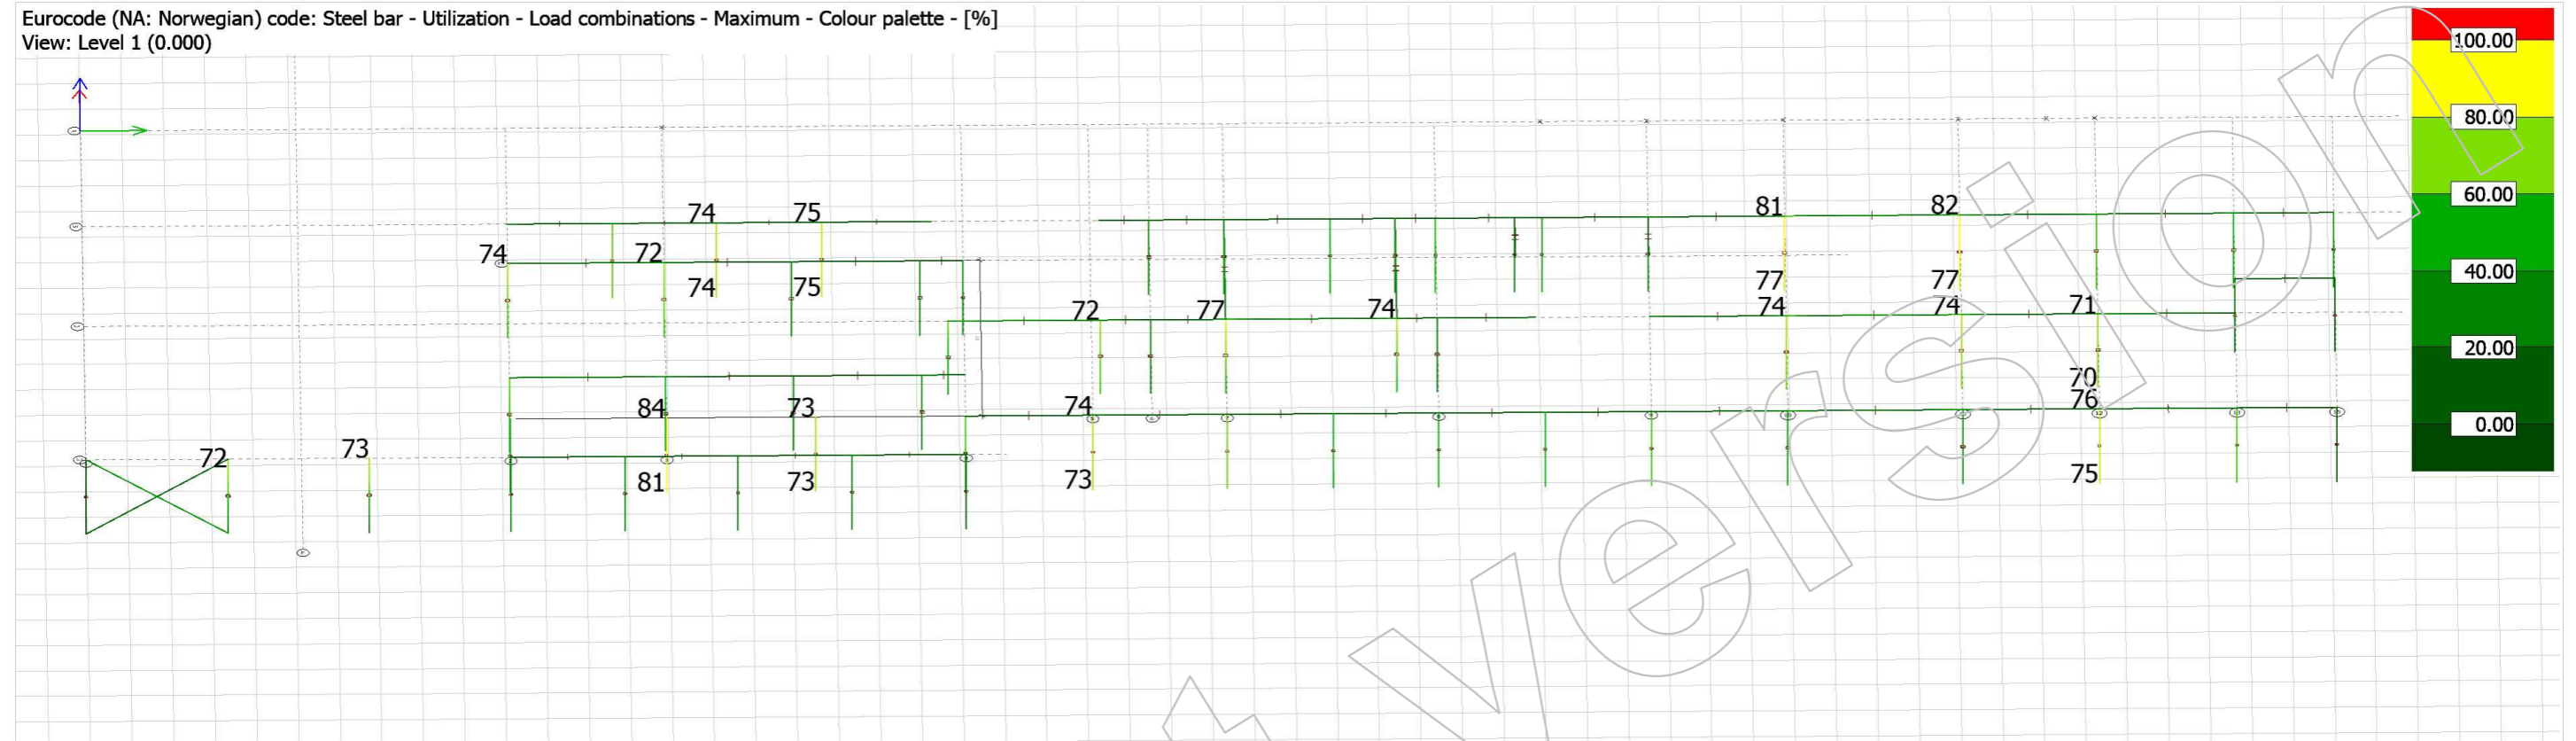 Eurocode (NA: Norwegian) code: Steel bar - Utilization - Load combinations - Maximum - Colour palette - [%]
View: Level 1 (0.000)
100.00
80.00
60.00
40.00
20.00
0.00
74 75 81 82
74 72
74 75 77 77
72 77 74 74 74 71
70
84 73 74 76
72 73
81 73 73 75
t version